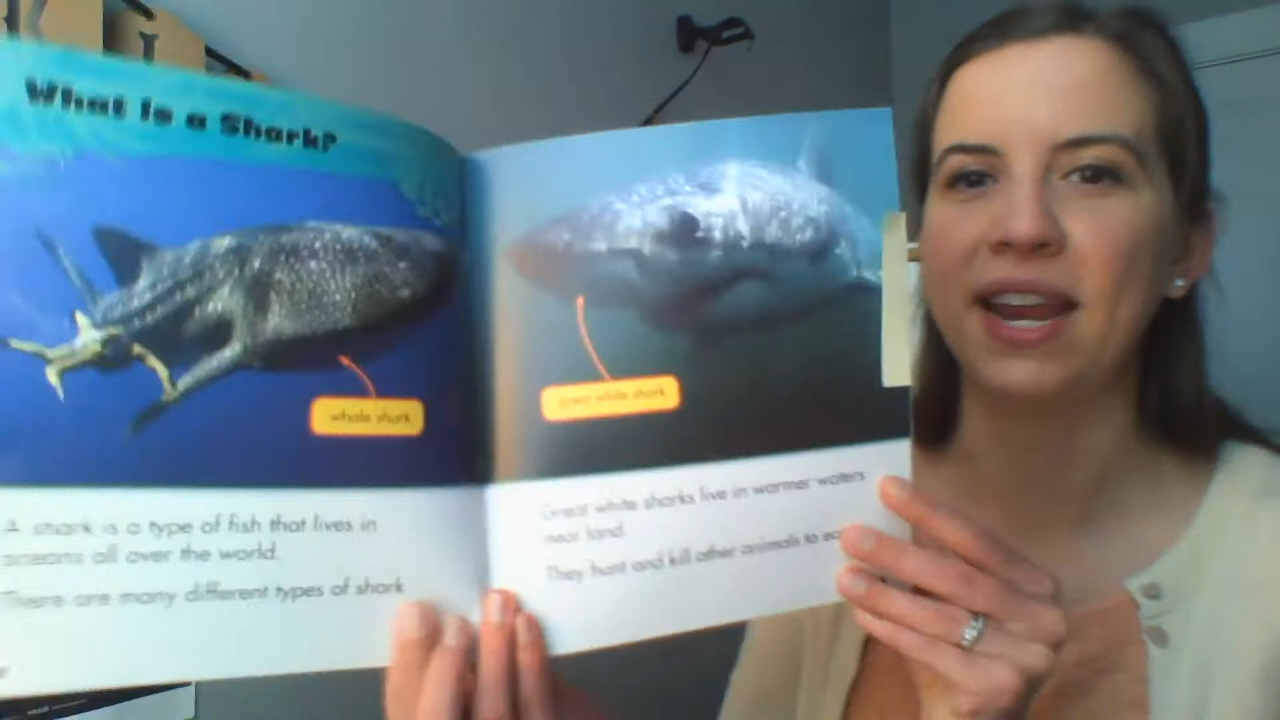 What is a Shark?
whale shark
great white shark
A shark is a type of fish that lives in
oceans all over the world.
There are many different types of shark
Great white sharks live in warmer waters
near land
They hunt and kill other animals to